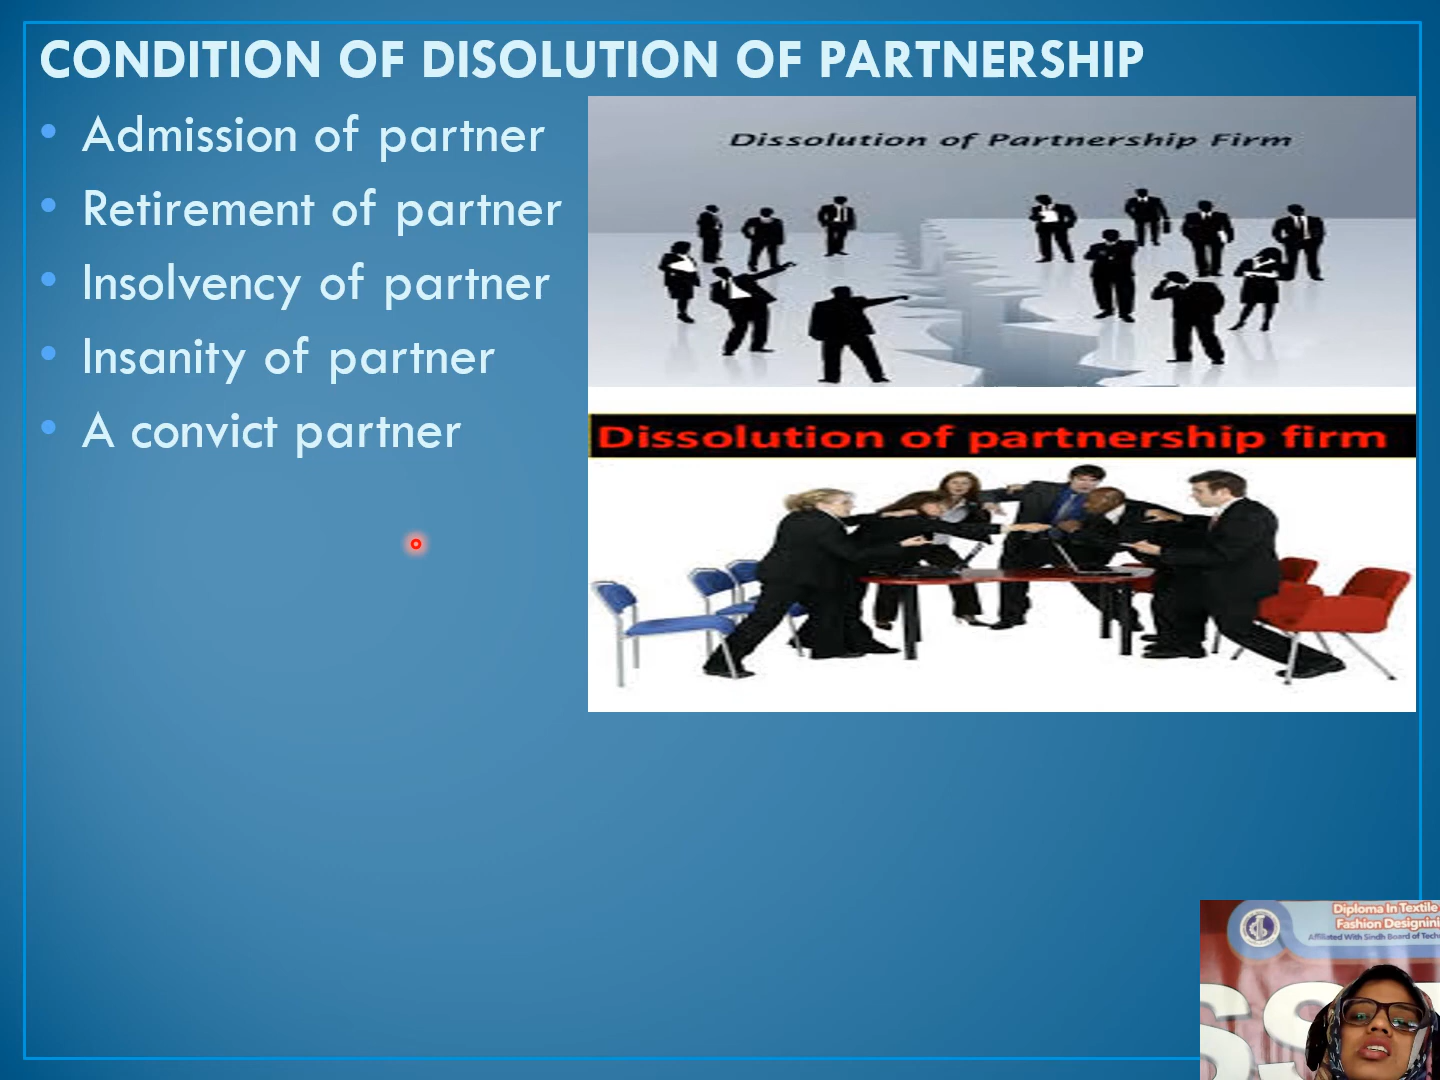 CONDITION OF DISOLUTION OF PARTNERSHIP
Admission of partner
Retirement of partner
Insolvency of partner
Insanity of partner
A convict partner
Dissolution of Partnership Firm
Dissolution of partnership firm
Diploma In Textile
Fashion Designini
Affiliated With Sindh Board of Tech